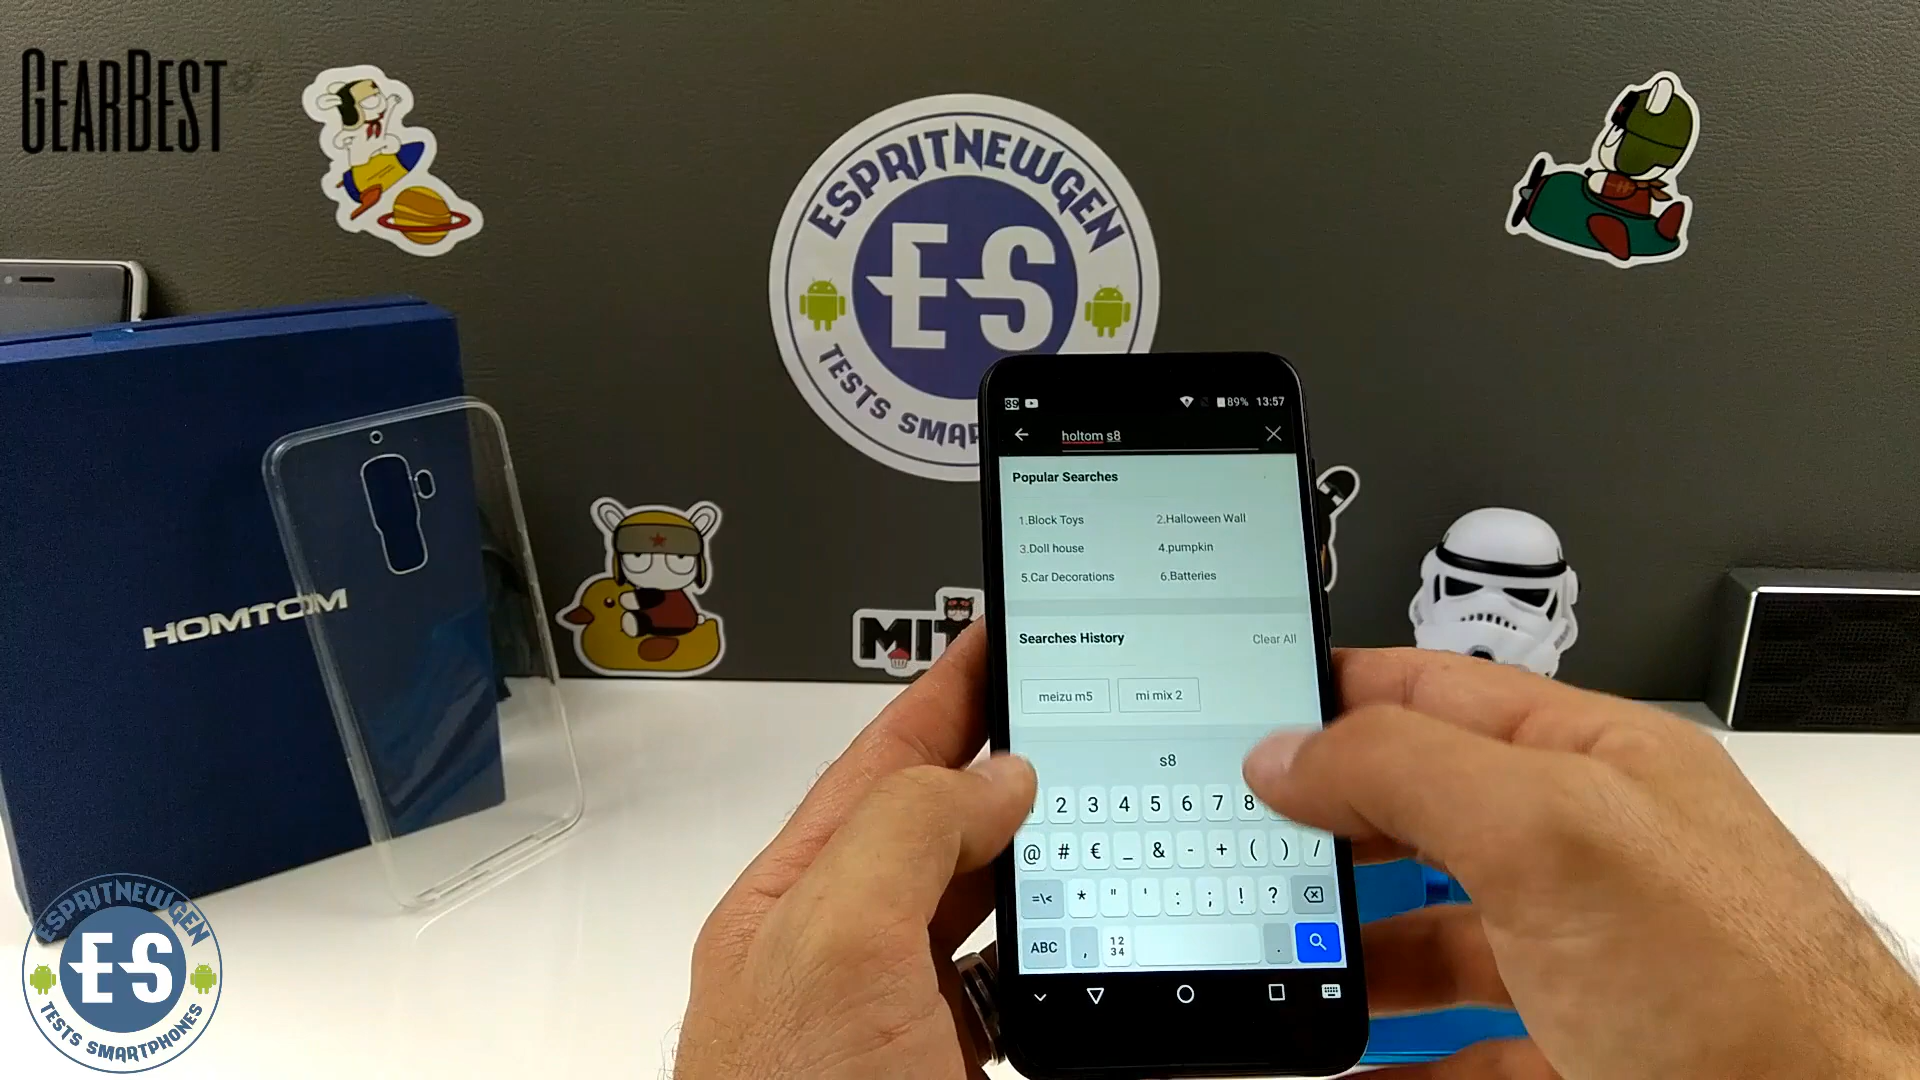 GEARBEST
ESPRITNEWGEN
ES
TESTS SMAR
HOMTOM
MIT
89
89% 13:57
holtom s8
Popular Searches
1.Block Toys 2.Halloween Wall
3.Doll house 4.pumpkin
5.Car Decorations 6.Batteries
Searches History Clear All
meizu m5 mi mix 2
s8
2 3 4 5 6 7 8
@ # € _ & - + ( ) /
=\< * " ' : ; ! ?
ABC , 12 34 .
ESPRITNEWGEN
ES
TESTS SMARTPHONES